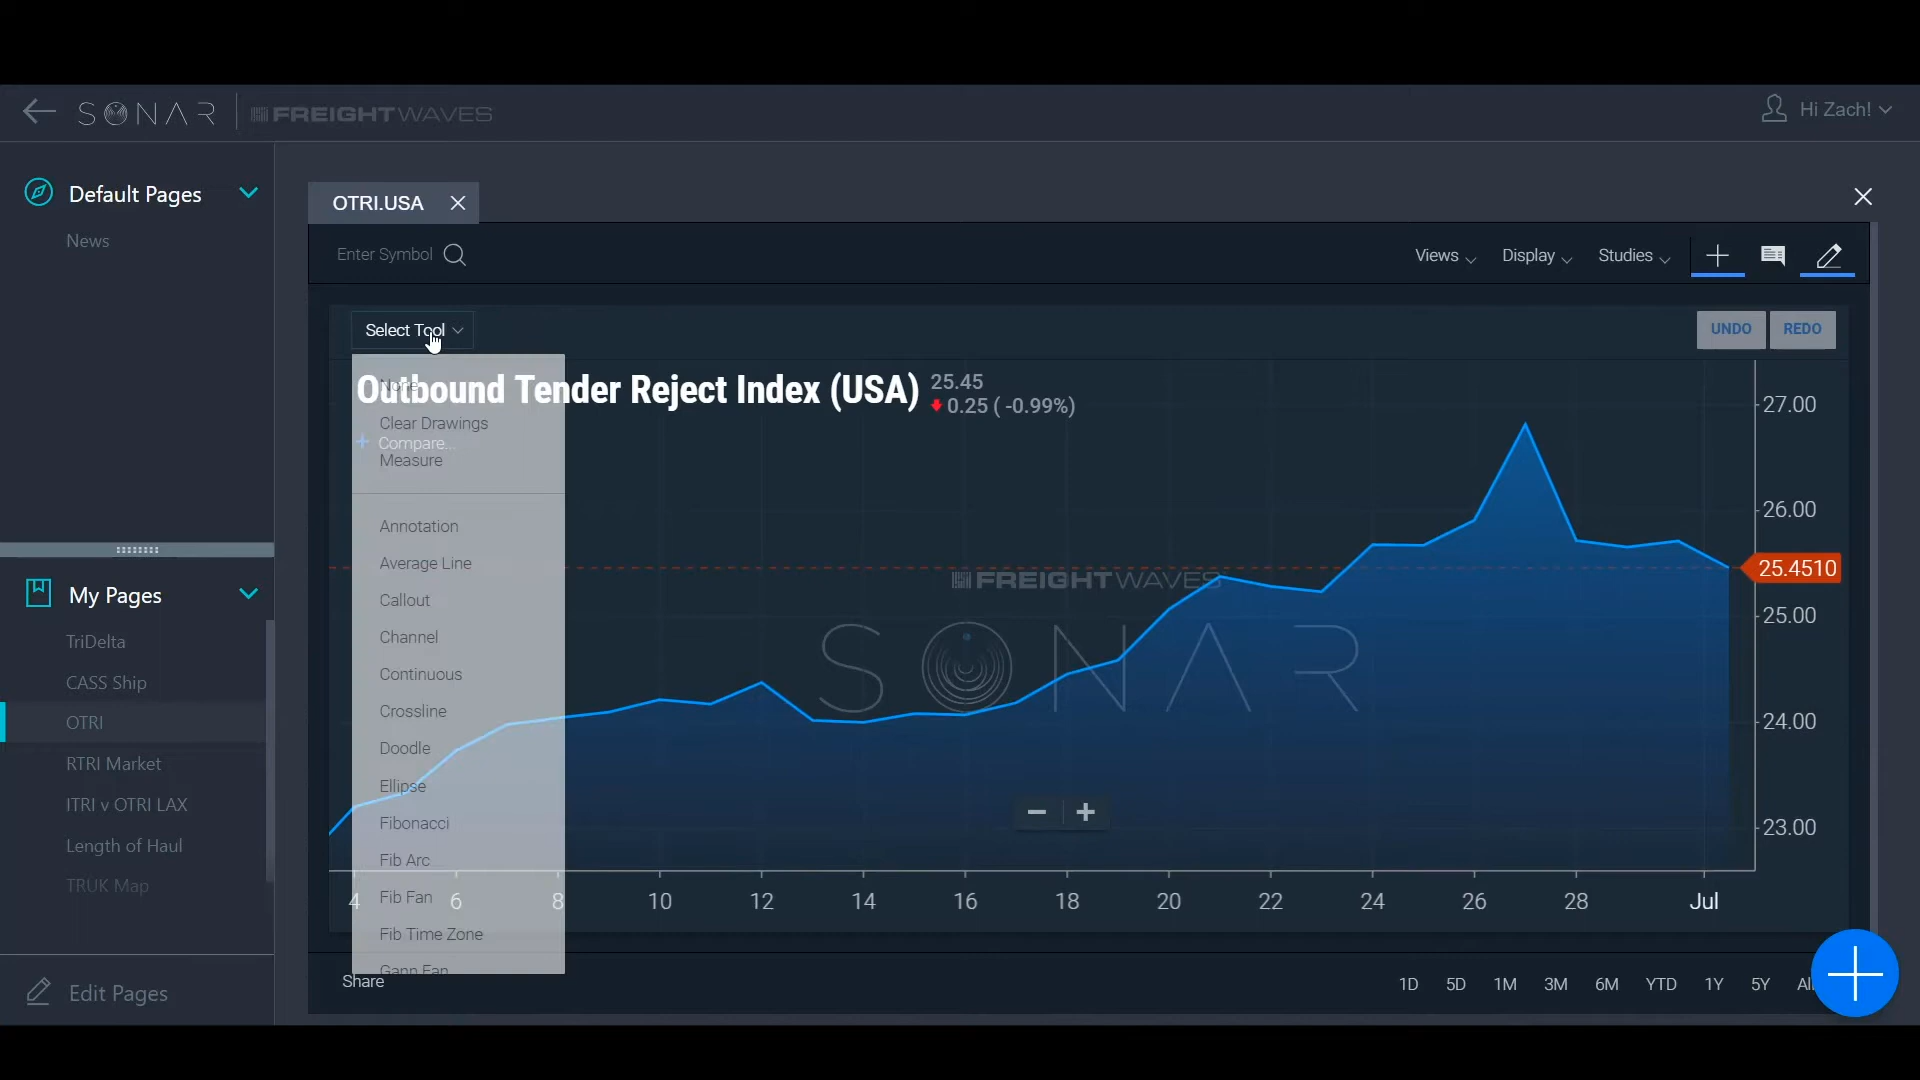 SONAR
FREIGHTWAVES
Hi Zach!
Default Pages
News
My Pages
TriDelta
CASS Ship
OTRI
RTRI Market
ITRI v OTRI LAX
Length of Haul
TRUK Map
Edit Pages
OTRI.USA
Enter Symbol
Views
Display
Studies
Select Tool
UNDO
REDO
None
Outbound Tender Reject Index (USA)
25.45
0.25 ( -0.99%)
Clear Drawings
+ Compare...
Measure
Annotation
Average Line
Callout
Channel
Continuous
Crossline
Doodle
Ellipse
Fibonacci
Fib Arc
Fib Fan
Fib Time Zone
Gann Fan
FREIGHTWAVES
SONAR
27.00
26.00
25.4510
25.00
24.00
23.00
4 6 8 10 12 14 16 18 20 22 24 26 28 Jul
Share
1D 5D 1M 3M 6M YTD 1Y 5Y All